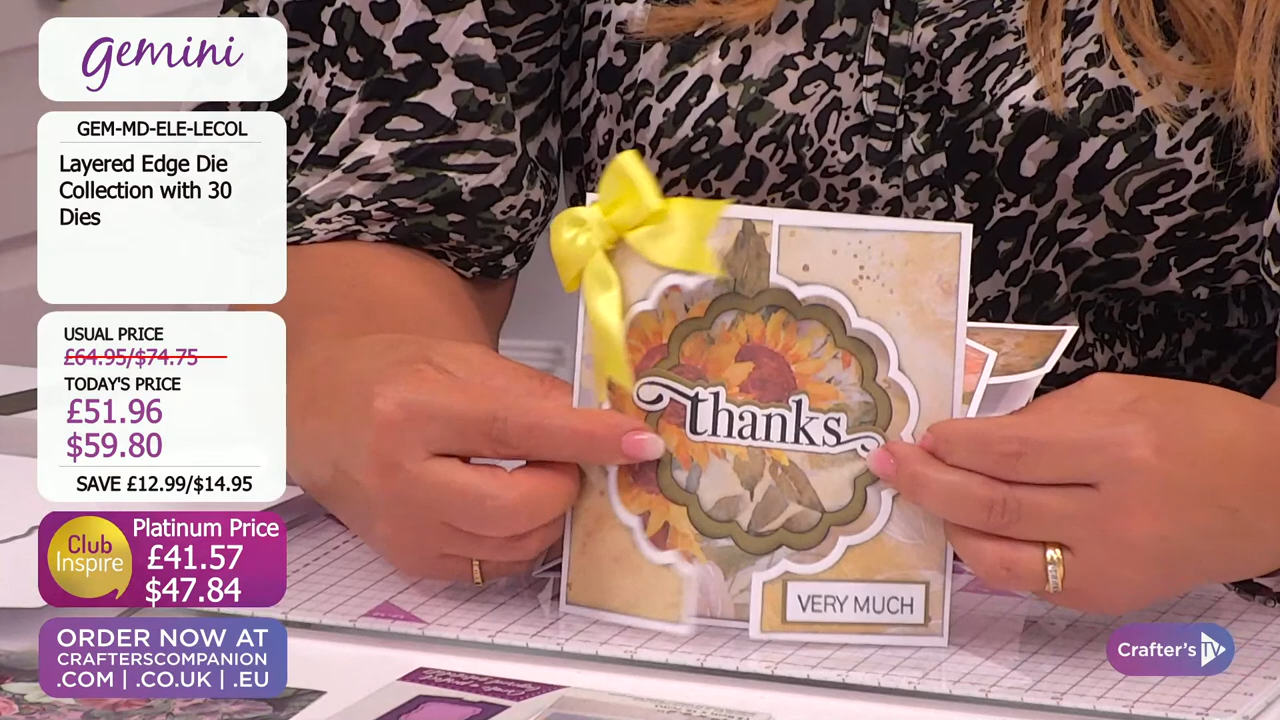 gemini
GEM-MD-ELE-LECOL
Layered Edge Die
Collection with 30
Dies
USUAL PRICE
£64.95/$74.75
TODAY'S PRICE
£51.96
$59.80
SAVE £12.99/$14.95
Club
Inspire
Platinum Price
£41.57
$47.84
ORDER NOW AT
CRAFTERSCOMPANION
.COM | .CO.UK | .EU
thanks
VERY MUCH
Crafter's TV